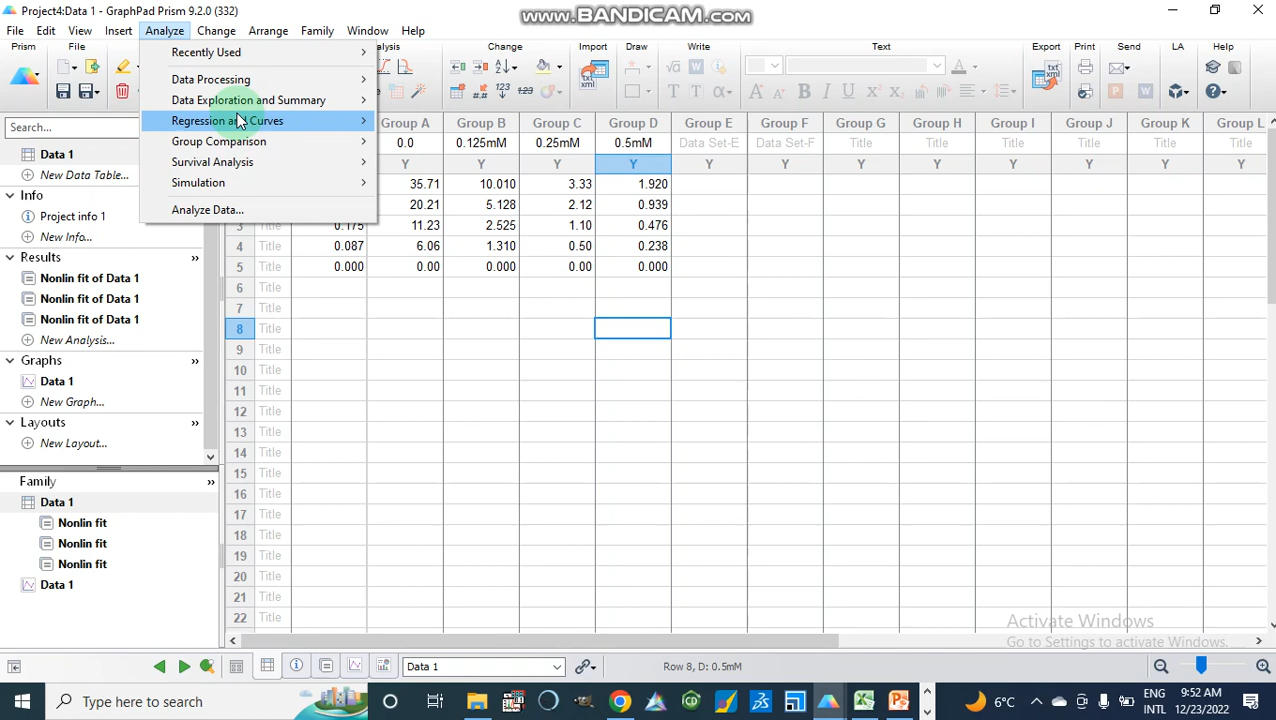 Project4:Data 1 - GraphPad Prism 9.2.0 (332)
www.BANDICAM.com
File Edit View Insert Analyze Change Arrange Family Window Help
Prism File alysis Change Import Draw Write Text Export Print Send LA Help
Recently Used
Data Processing
Data Exploration and Summary
Regression and Curves
Group Comparison
Survival Analysis
Simulation
Analyze Data...
Search...
Data 1
New Data Table...
Info
Project info 1
New Info...
Results
Nonlin fit of Data 1
Nonlin fit of Data 1
Nonlin fit of Data 1
New Analysis...
Graphs
Data 1
New Graph...
Layouts
New Layout...
Family
Data 1
Nonlin fit
Nonlin fit
Nonlin fit
Data 1
Group A Group B Group C Group D Group E Group F Group G Group H Group I Group J Group K Group L
0.0 0.125mM 0.25mM 0.5mM Data Set-E Data Set-F Title Title Title Title Title Title
Y Y Y Y Y Y Y Y Y Y Y
35.71 10.010 3.33 1.920
20.21 5.128 2.12 0.939
3 Title 0.175 11.23 2.525 1.10 0.476
4 Title 0.087 6.06 1.310 0.50 0.238
5 Title 0.000 0.00 0.000 0.00 0.000
6 Title
7 Title
8 Title
9 Title
10 Title
11 Title
12 Title
13 Title
14 Title
15 Title
16 Title
17 Title
18 Title
19 Title
20 Title
21 Title
22 Title
Activate Windows
Go to Settings to activate Windows.
Data 1
Row 8, D: 0.5mM
Type here to search
6°C
ENG
INTL
9:52 AM
12/23/2022